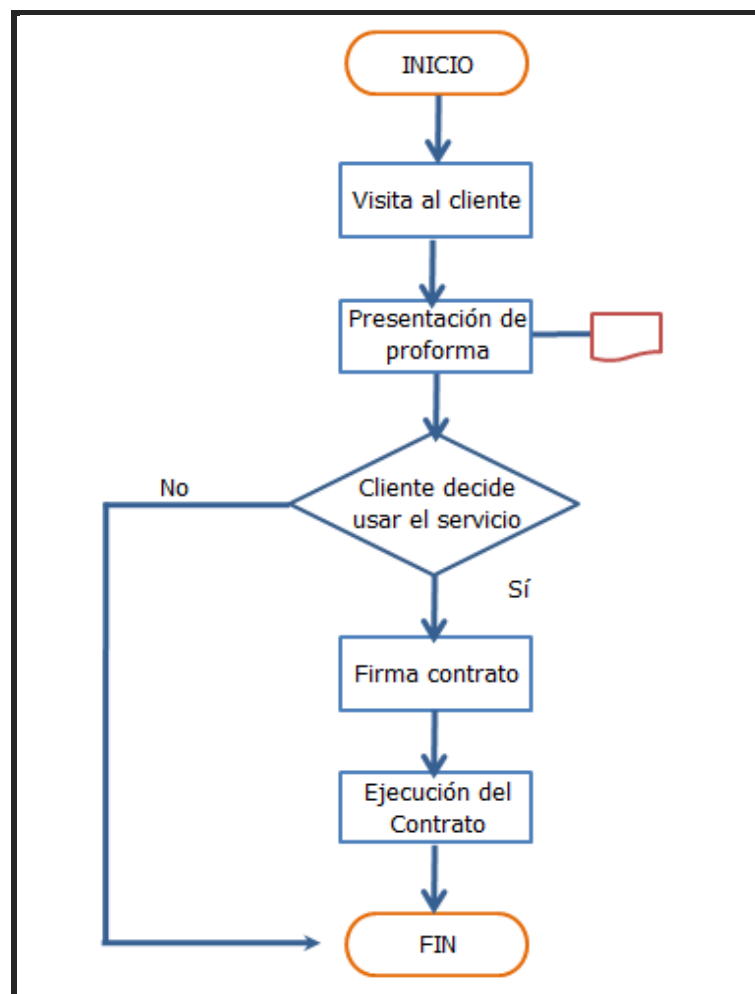 INICIO
Visita al cliente
Presentación de
proforma
Cliente decide
usar el servicio
No
Sí
Firma contrato
Ejecución del
Contrato
FIN